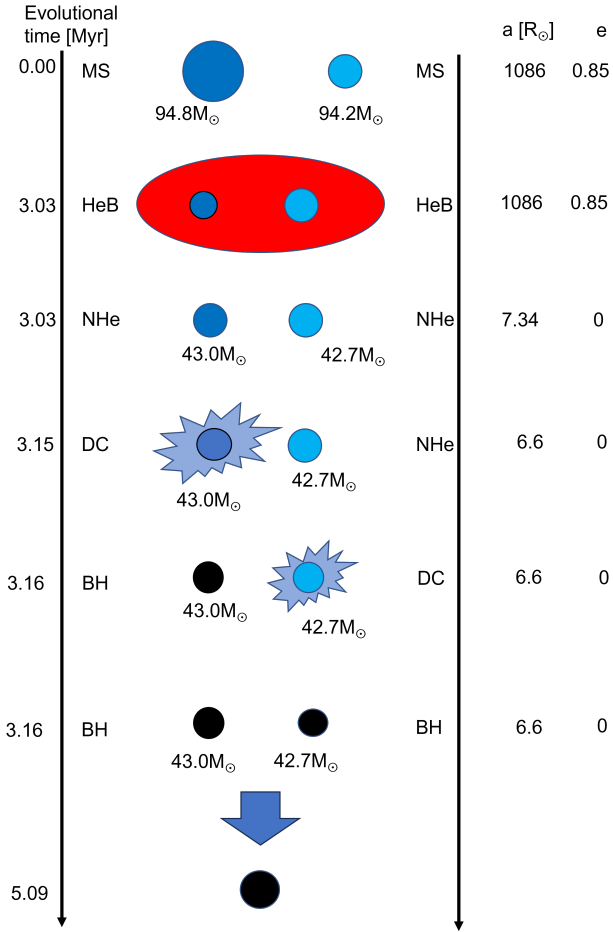 Evolutional
time [Myr]
a [R☉] e
0.00 MS MS 1086 0.85
94.8M☉ 94.2M☉
3.03 HeB HeB 1086 0.85
3.03 NHe NHe 7.34 0
43.0M☉ 42.7M☉
3.15 DC NHe 6.6 0
42.7M☉
43.0M☉
3.16 BH DC 6.6 0
43.0M☉
42.7M☉
3.16 BH BH 6.6 0
43.0M☉ 42.7M☉
5.09